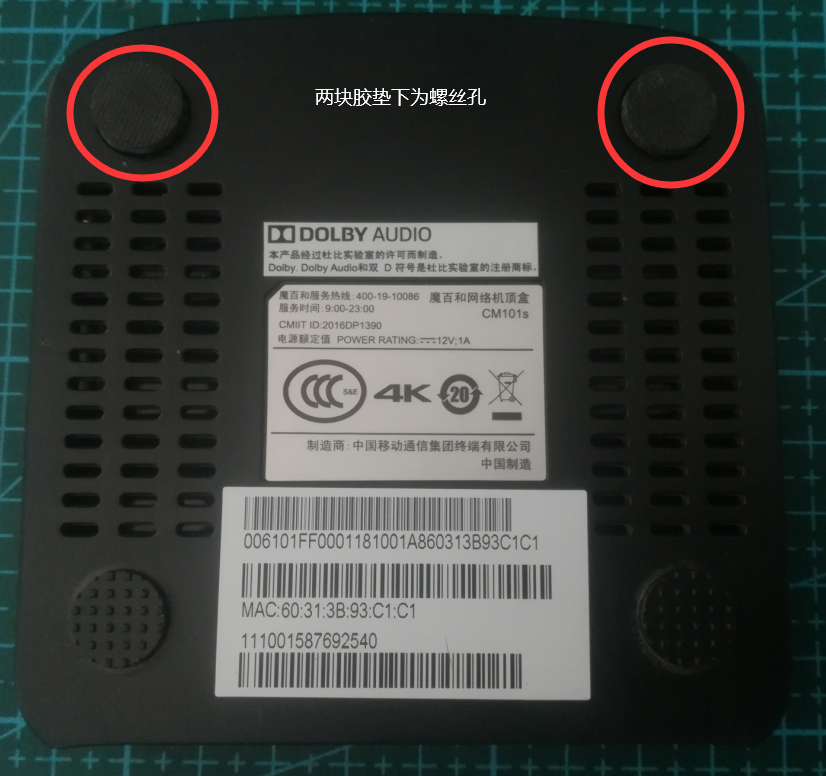 两块胶垫下为螺丝孔
DOLBY AUDIO
本产品经过杜比实验室的许可而制造.
Dolby. Dolby Audio和双 D 符号是杜比实验室的注册商标.
魔百和服务热线: 400-19-10086 魔百和网络机顶盒
服务时间: 9:00-23:00 CM101s
CMIIT ID:2016DP1390
电源额定值 POWER RATING: 12V;1A
S&E 4K 20
制造商: 中国移动通信集团终端有限公司
中国制造
006101FF0001181001A860313B93C1C1
MAC:60:31:3B:93:C1:C1
111001587692540